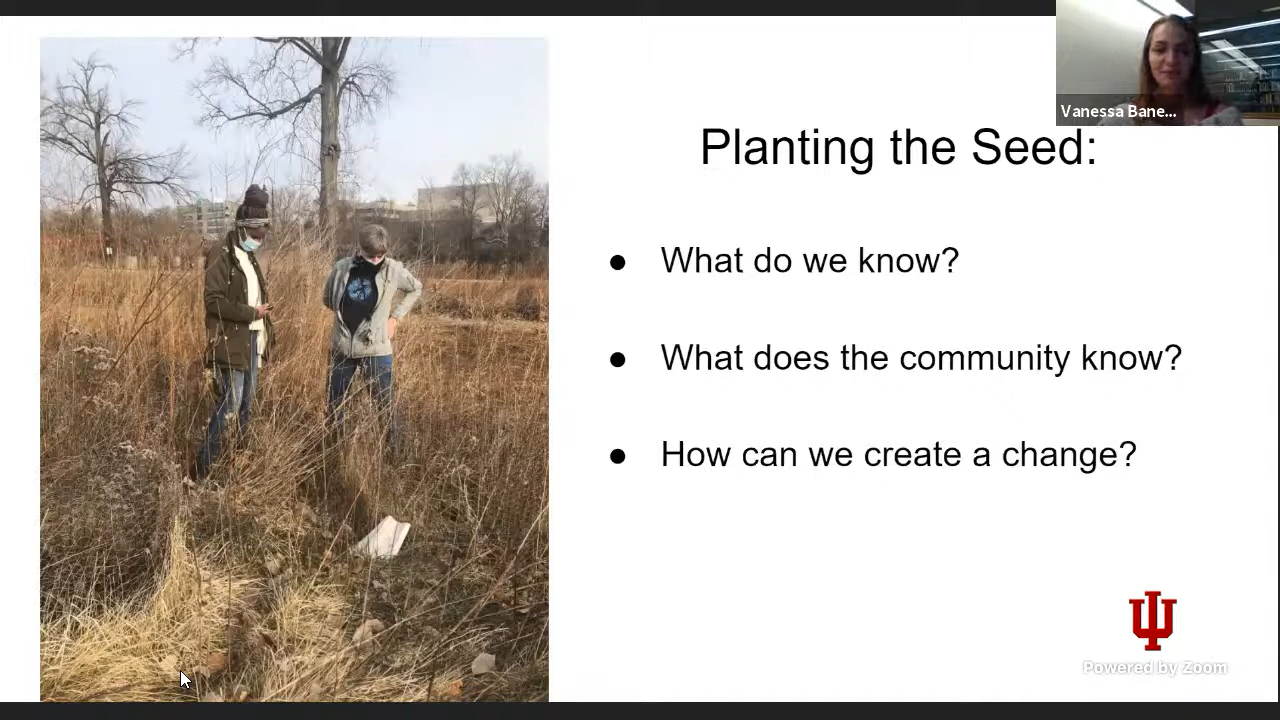 Vanessa Bane...
Planting the Seed:
● What do we know?
● What does the community know?
● How can we create a change?
Powered by Zoom